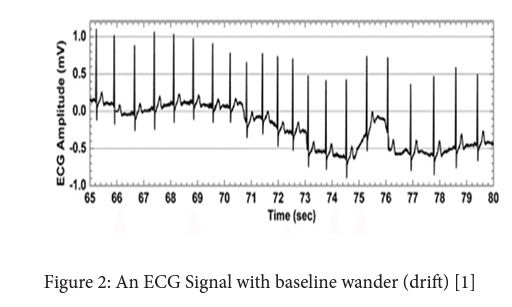 1.0
0.5
0.0
-0.5
-1.0
ECG Amplitude (mV)
65 66 67 68 69 70 71 72 73 74 75 76 77 78 79 80
Time (sec)
Figure 2: An ECG Signal with baseline wander (drift) [1]